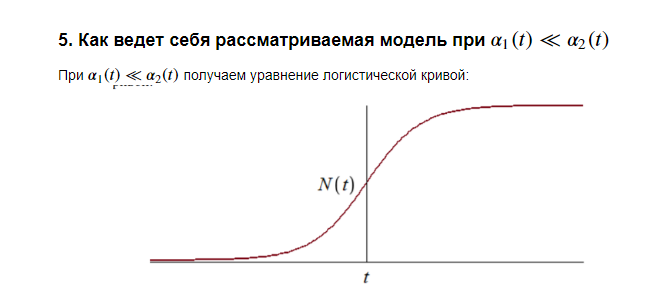 5. Как ведет себя рассматриваемая модель при α₁(t) ≪ α₂(t)
При α₁(t) ≪ α₂(t) получаем уравнение логистической кривой:
N(t)
t